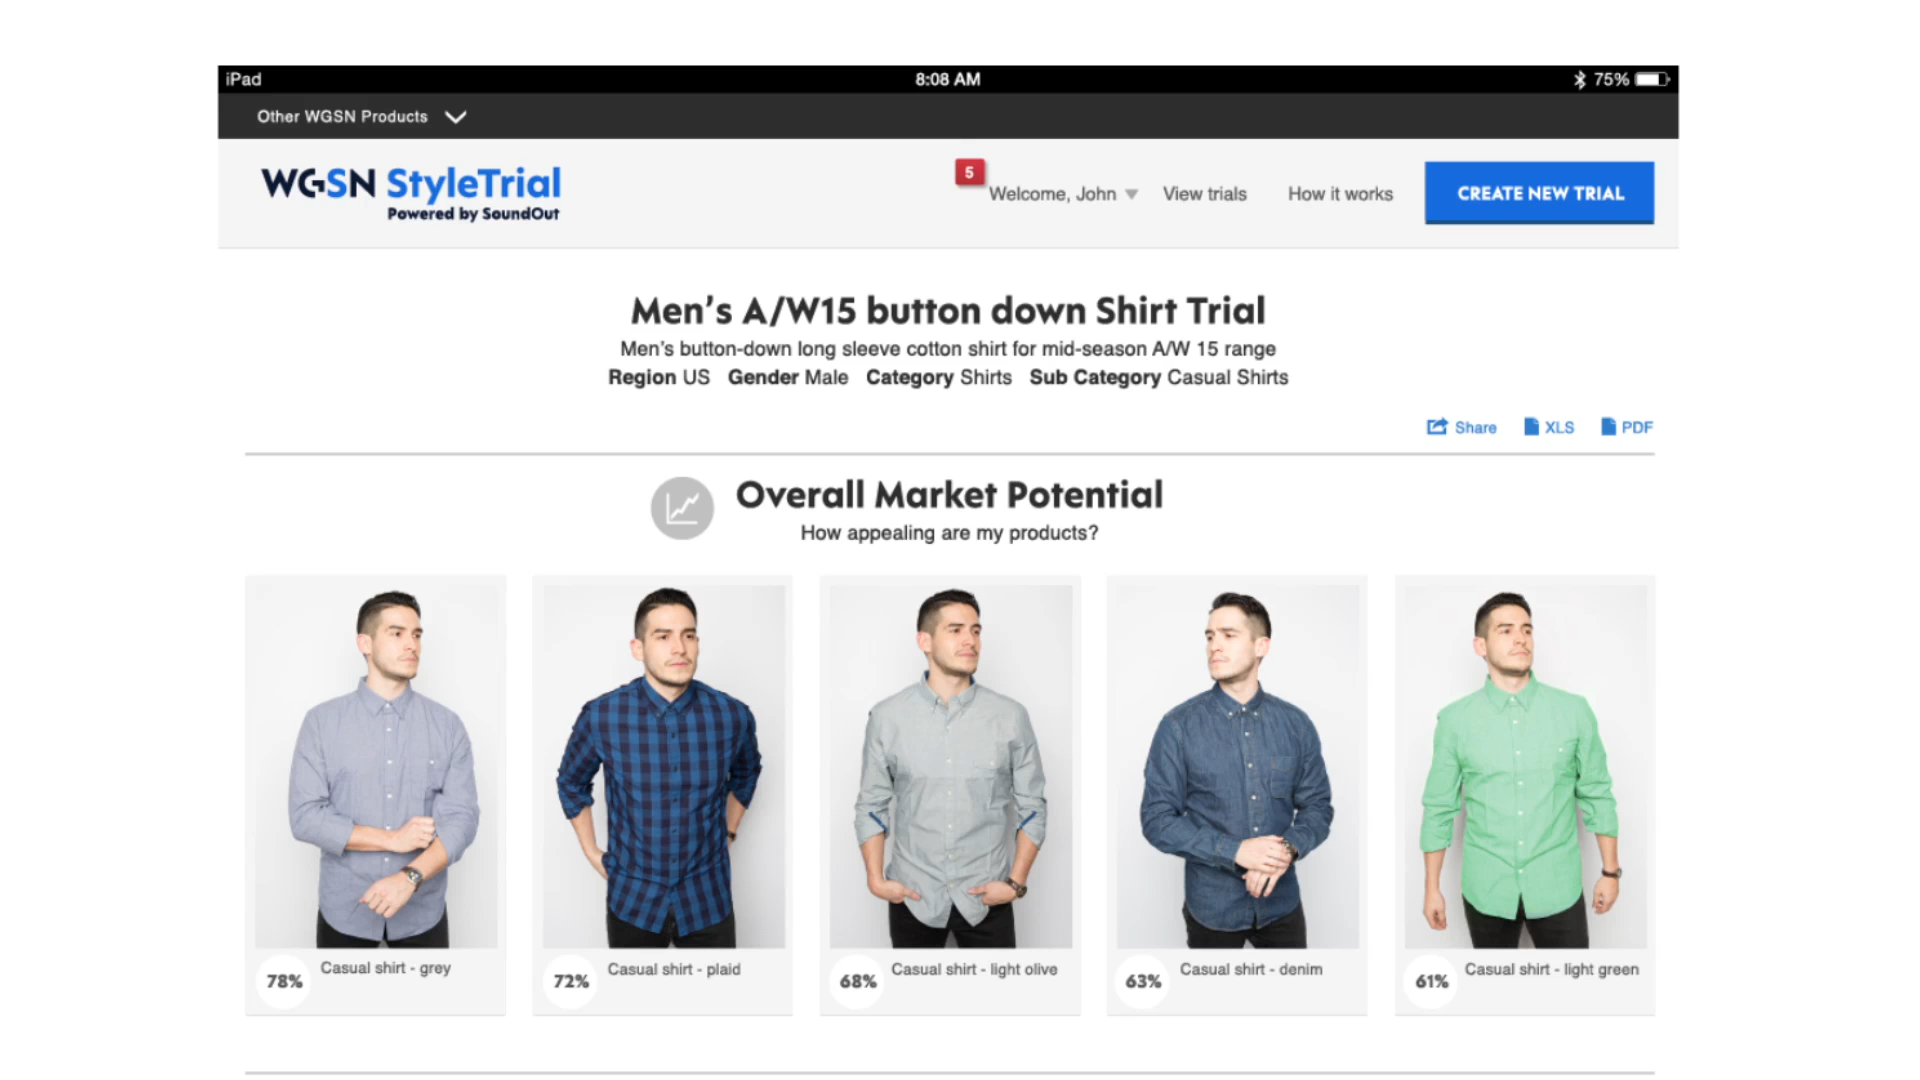 iPad
8:08 AM
75%
Other WGSN Products
WGSN StyleTrial
Powered by SoundOut
5
Welcome, John
View trials
How it works
CREATE NEW TRIAL
Men's A/W15 button down Shirt Trial
Men's button-down long sleeve cotton shirt for mid-season A/W 15 range
Region US Gender Male Category Shirts Sub Category Casual Shirts
Share
XLS
PDF
Overall Market Potential
How appealing are my products?
78%
Casual shirt - grey
72%
Casual shirt - plaid
68%
Casual shirt - light olive
63%
Casual shirt - denim
61%
Casual shirt - light green